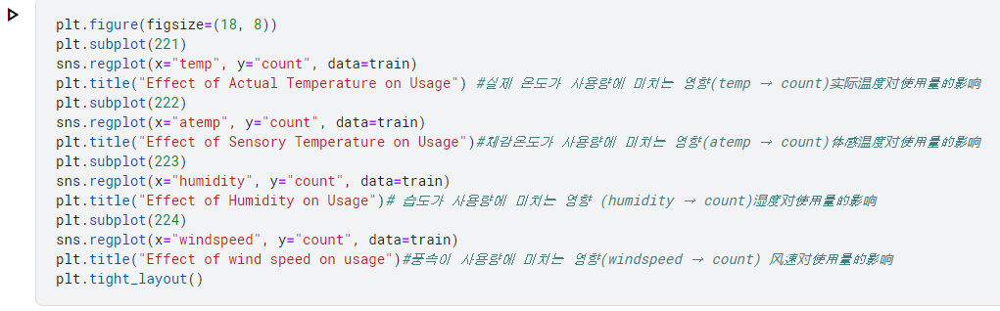 plt.figure(figsize=(18, 8))
plt.subplot(221)
sns.regplot(x="temp", y="count", data=train)
plt.title("Effect of Actual Temperature on Usage") #실제 온도가 사용량에 미치는 영향(temp → count)实际温度对使用量的影响
plt.subplot(222)
sns.regplot(x="atemp", y="count", data=train)
plt.title("Effect of Sensory Temperature on Usage")#체감온도가 사용량에 미치는 영향(atemp → count)体感温度对使用量的影响
plt.subplot(223)
sns.regplot(x="humidity", y="count", data=train)
plt.title("Effect of Humidity on Usage")# 습도가 사용량에 미치는 영향 (humidity → count)湿度对使用量的影响
plt.subplot(224)
sns.regplot(x="windspeed", y="count", data=train)
plt.title("Effect of wind speed on usage")#풍속이 사용량에 미치는 영향(windspeed → count) 风速对使用量的影响
plt.tight_layout()